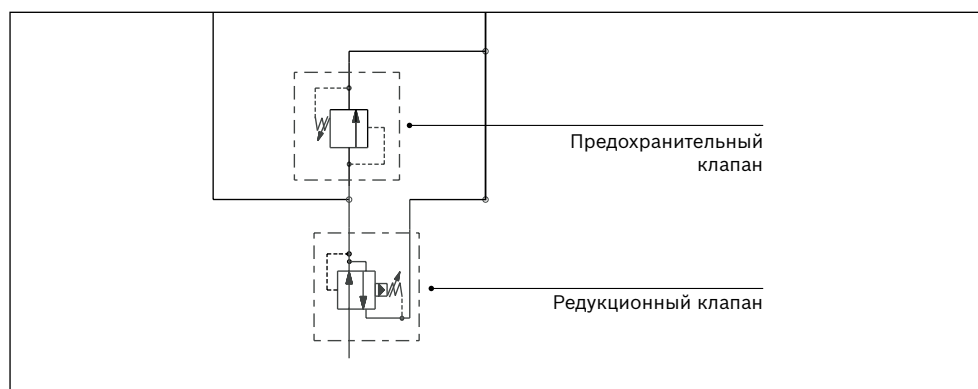 Предохранительный
клапан
Редукционный клапан